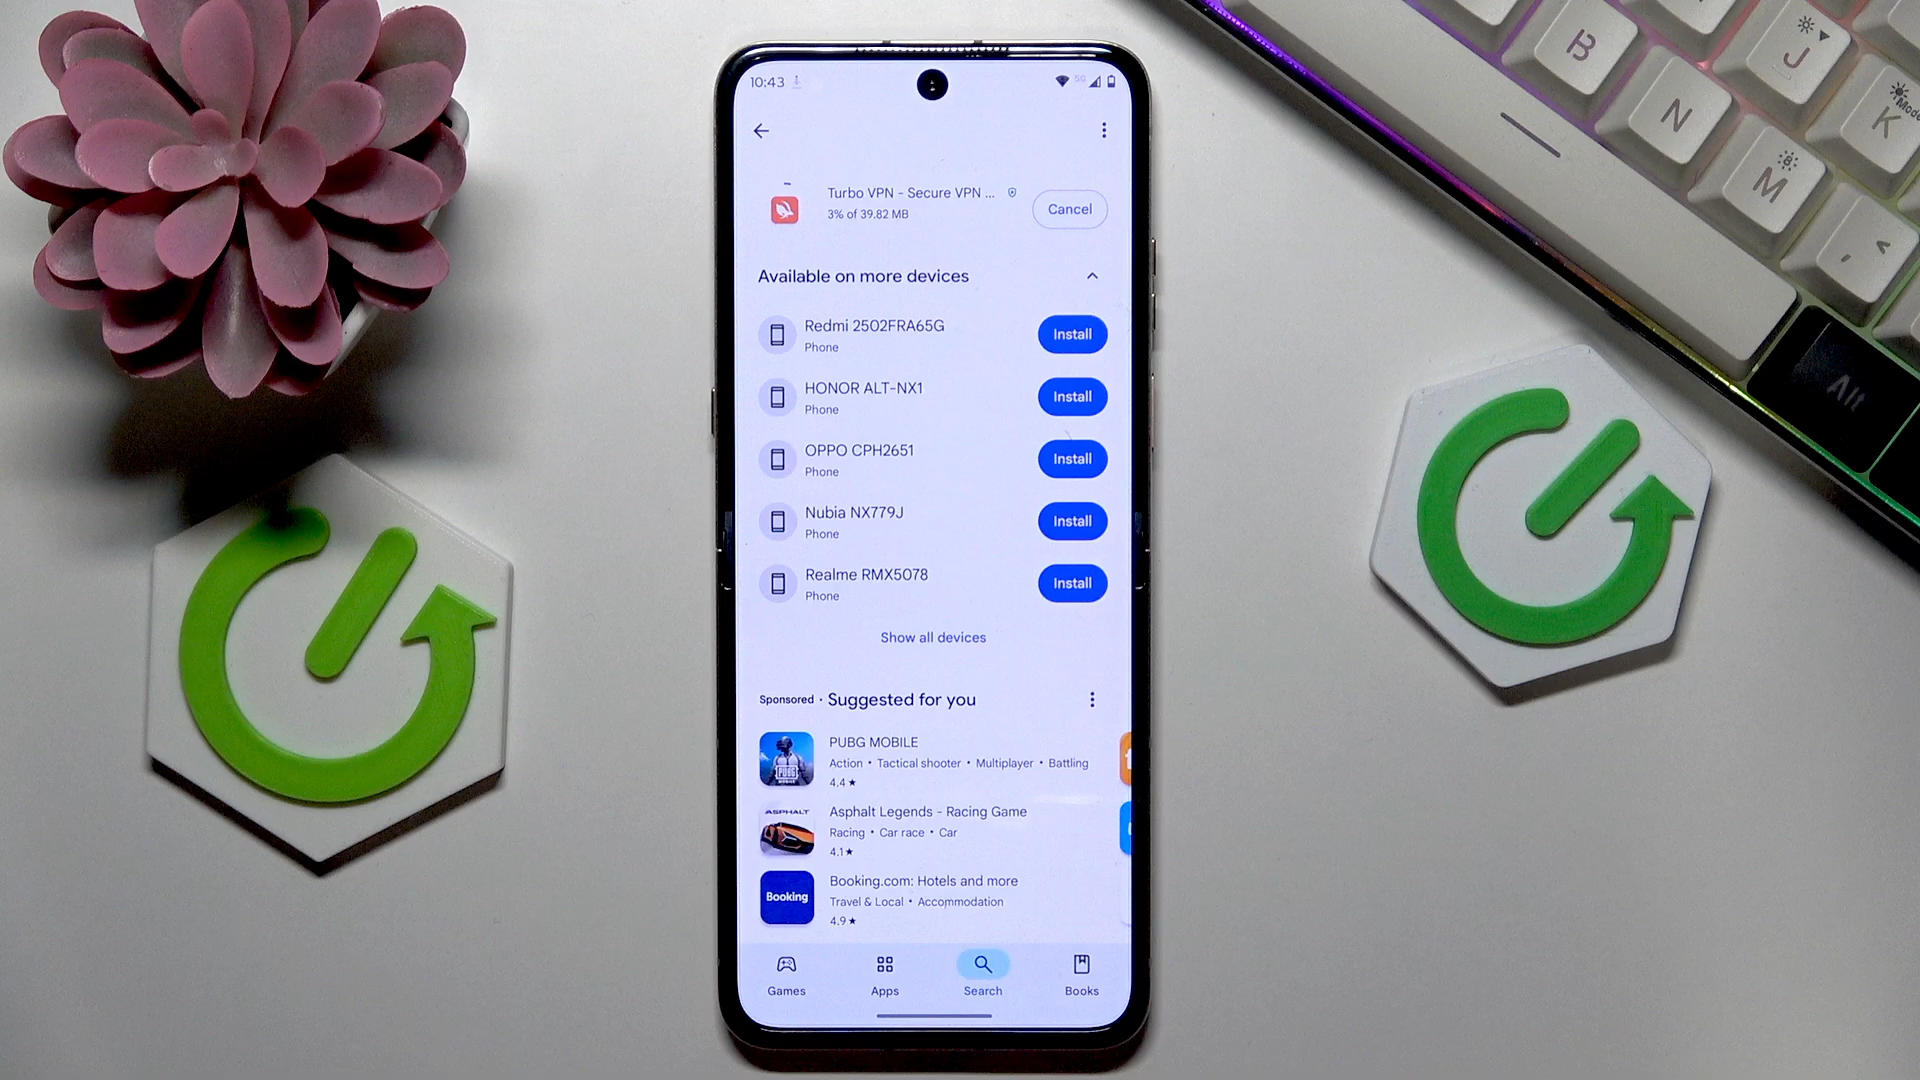 10:43
5G
Turbo VPN - Secure VPN ...
3% of 39.82 MB
Cancel
Available on more devices
Redmi 2502FRA65G
Phone
Install
HONOR ALT-NX1
Phone
Install
OPPO CPH2651
Phone
Install
Nubia NX779J
Phone
Install
Realme RMX5078
Phone
Install
Show all devices
Sponsored • Suggested for you
PUBG MOBILE
Action • Tactical shooter • Multiplayer • Battling
4.4 ★
PUBG
ASPHALT
Asphalt Legends - Racing Game
Racing • Car race • Car
4.1 ★
Booking
Booking.com: Hotels and more
Travel & Local • Accommodation
4.9 ★
Games
Apps
Search
Books
B
J
N
K
Mode
M
, <
Alt